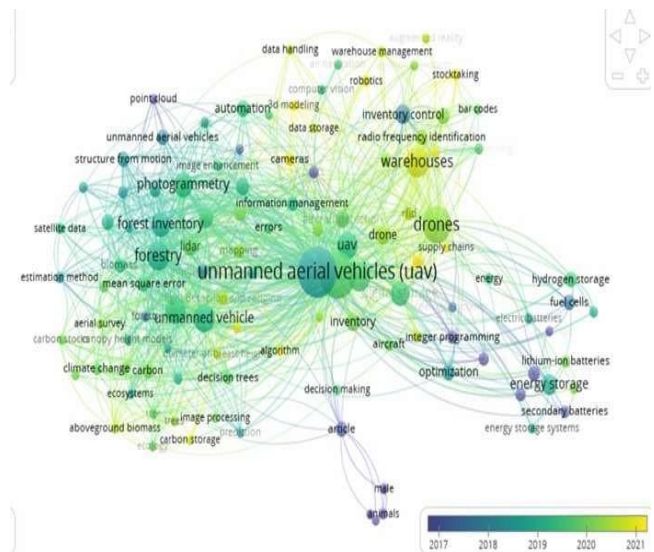 augmented reality
data handling
warehouse management
air navigation
robotics
stocktaking
computer vision
point cloud
automation
3d modeling
inventory control
bar codes
data storage
unmanned aerial vehicles
radio frequency identification
structure from motion
image enhancement
cameras
warehouses
photogrammetry
information management
forest inventory
errors
satellite data
drone
rfid
drones
uav
lidar
mapping
supply chains
forestry
biomass
unmanned aerial vehicles (uav)
estimation method
mean square error
energy
hydrogen storage
fuel cells
aerial survey
unmanned vehicle
inventory
electric batteries
carbon stocks
canopy height models
aircraft
integer programming
algorithm
climate change
carbon
decision trees
optimization
lithium-ion batteries
energy storage
ecosystems
decision making
secondary batteries
aboveground biomass
image processing
article
energy storage systems
carbon storage
prediction
male
animals
2017 2018 2019 2020 2021